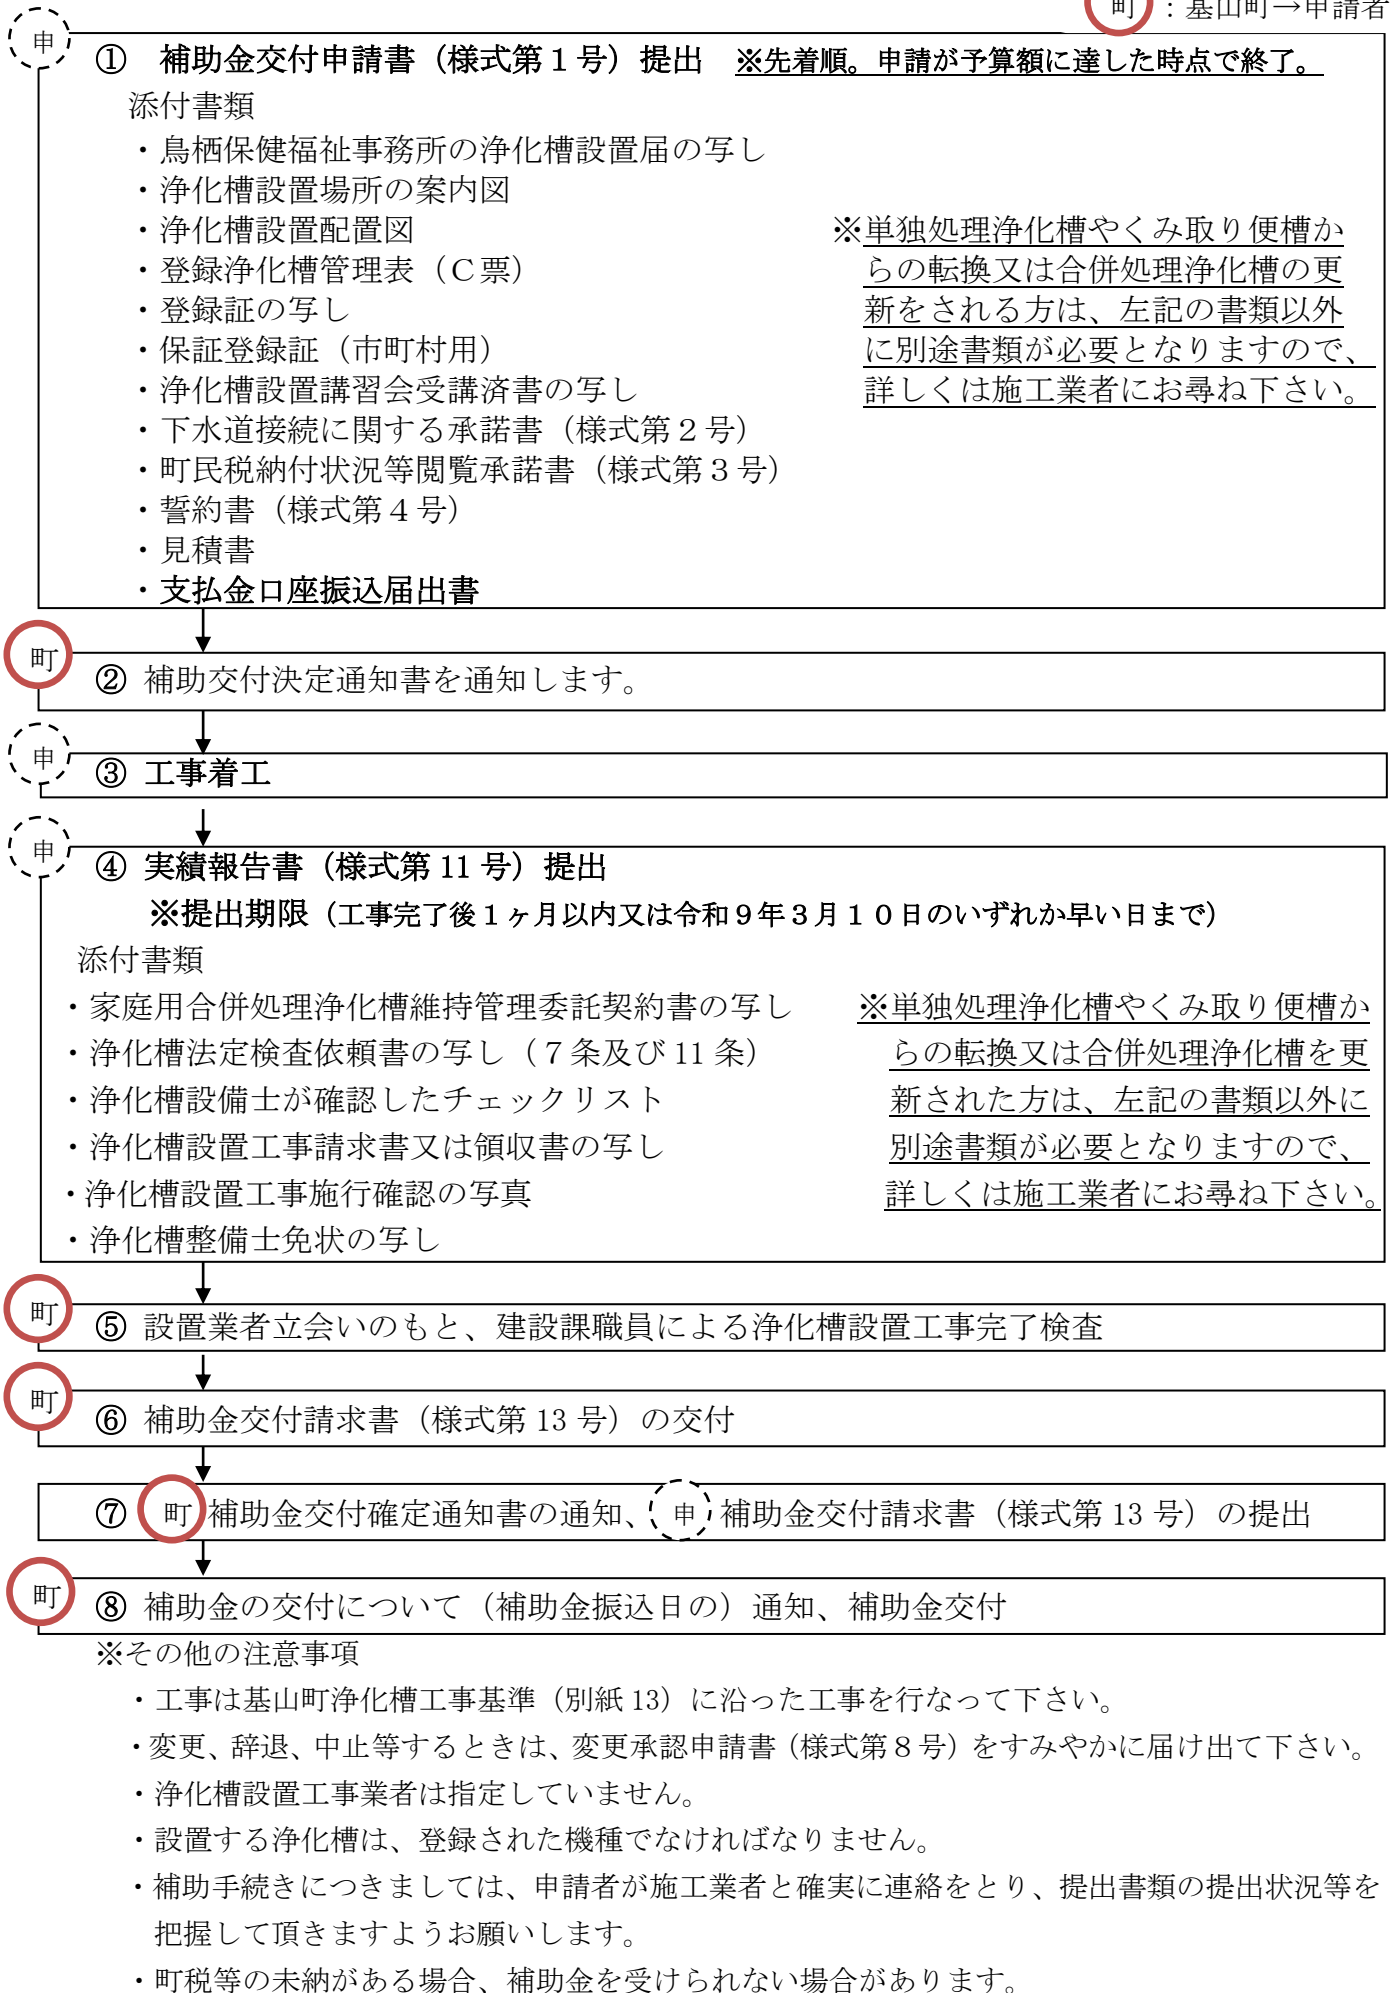 町：基山町→申請者
申
① 補助金交付申請書（様式第１号）提出 ※先着順。申請が予算額に達した時点で終了。
添付書類
・鳥栖保健福祉事務所の浄化槽設置届の写し
・浄化槽設置場所の案内図
・浄化槽設置配置図
・登録浄化槽管理表（Ｃ票）
・登録証の写し
・保証登録証（市町村用）
・浄化槽設置講習会受講済書の写し
・下水道接続に関する承諾書（様式第２号）
・町民税納付状況等閲覧承諾書（様式第３号）
・誓約書（様式第４号）
・見積書
・支払金口座振込届出書
※単独処理浄化槽やくみ取り便槽か
らの転換又は合併処理浄化槽の更
新をされる方は、左記の書類以外
に別途書類が必要となりますので、
詳しくは施工業者にお尋ね下さい。
町
② 補助交付決定通知書を通知します。
申
③ 工事着工
申
④ 実績報告書（様式第 11 号）提出
※提出期限（工事完了後１ヶ月以内又は令和９年３月１０日のいずれか早い日まで）
添付書類
・家庭用合併処理浄化槽維持管理委託契約書の写し
・浄化槽法定検査依頼書の写し（７条及び 11 条）
・浄化槽設備士が確認したチェックリスト
・浄化槽設置工事請求書又は領収書の写し
・浄化槽設置工事施行確認の写真
・浄化槽整備士免状の写し
※単独処理浄化槽やくみ取り便槽か
らの転換又は合併処理浄化槽を更
新された方は、左記の書類以外に
別途書類が必要となりますので、
詳しくは施工業者にお尋ね下さい。
町
⑤ 設置業者立会いのもと、建設課職員による浄化槽設置工事完了検査
町
⑥ 補助金交付請求書（様式第 13 号）の交付
⑦ 町 補助金交付確定通知書の通知、申 補助金交付請求書（様式第 13 号）の提出
町
⑧ 補助金の交付について（補助金振込日の）通知、補助金交付
※その他の注意事項
・工事は基山町浄化槽工事基準（別紙 13）に沿った工事を行なって下さい。
・変更、辞退、中止等するときは、変更承認申請書（様式第８号）をすみやかに届け出て下さい。
・浄化槽設置工事業者は指定していません。
・設置する浄化槽は、登録された機種でなければなりません。
・補助手続きにつきましては、申請者が施工業者と確実に連絡をとり、提出書類の提出状況等を
把握して頂きますようお願いします。
・町税等の未納がある場合、補助金を受けられない場合があります。